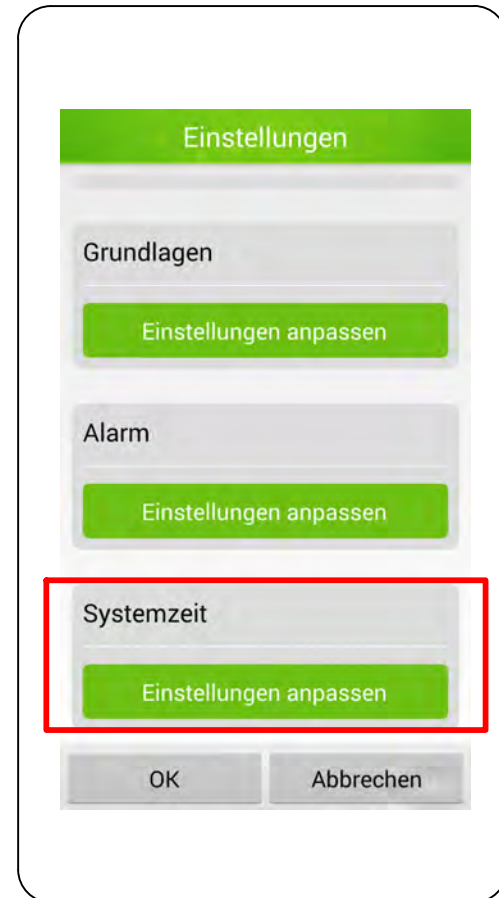 Einstellungen
Grundlagen
Einstellungen anpassen
Alarm
Einstellungen anpassen
Systemzeit
Einstellungen anpassen
OK Abbrechen